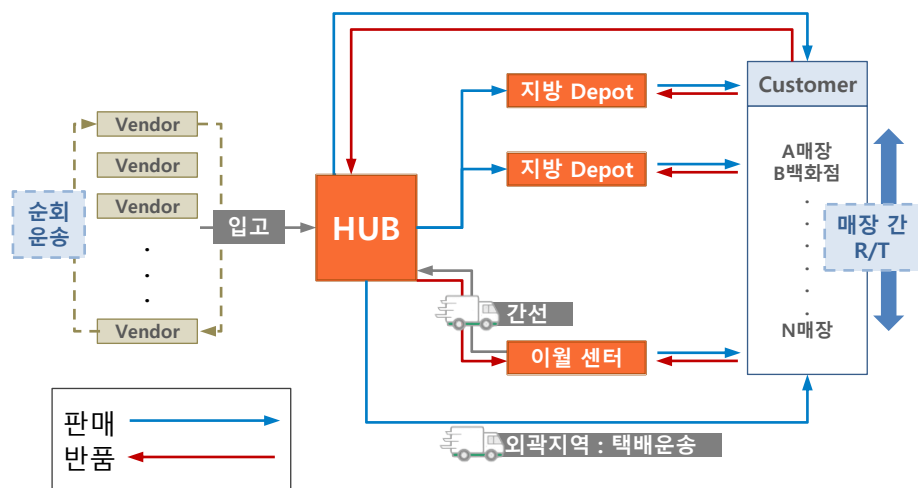 순회
운송
Vendor
Vendor
Vendor
Vendor
입고
HUB
지방 Depot
지방 Depot
간선
이월 센터
Customer
A매장
B백화점
N매장
매장 간
R/T
외곽지역 : 택배운송
판매
반품